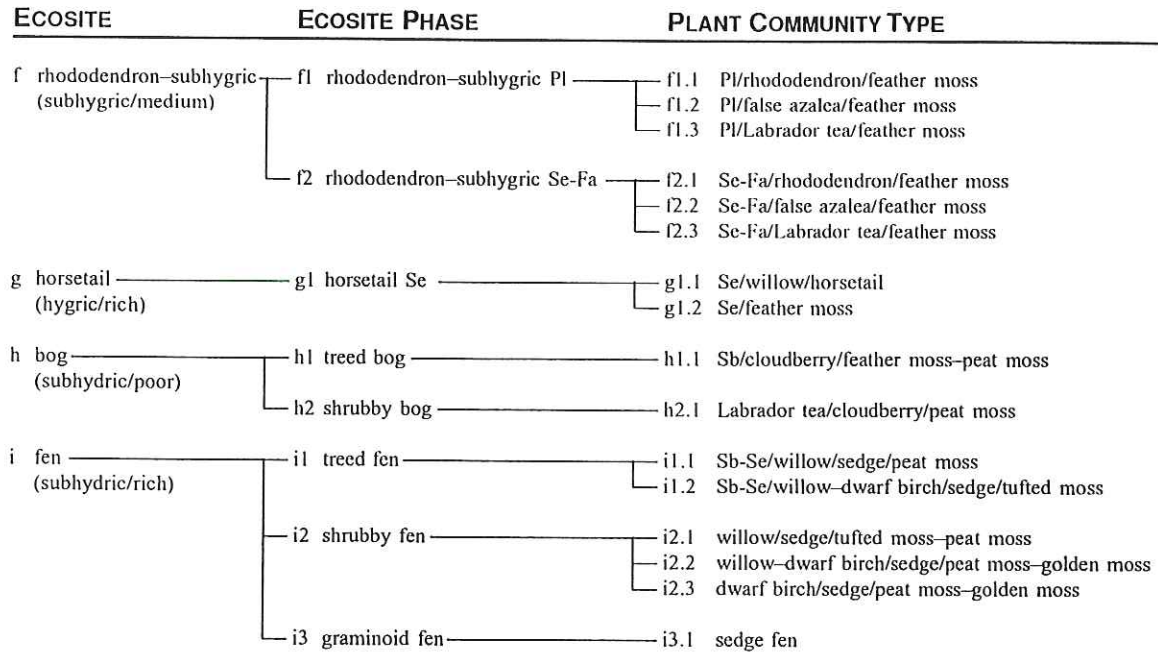 ECOSITE ECOSITE PHASE PLANT COMMUNITY TYPE
f rhododendron–subhygric f1 rhododendron–subhygric Pl f1.1 Pl/rhododendron/feather moss
(subhygric/medium) f1.2 Pl/false azalea/feather moss
f1.3 Pl/Labrador tea/feather moss
f2 rhododendron–subhygric Se-Fa f2.1 Se-Fa/rhododendron/feather moss
f2.2 Se-Fa/false azalea/feather moss
f2.3 Se-Fa/Labrador tea/feather moss
g horsetail g1 horsetail Se g1.1 Se/willow/horsetail
(hygric/rich) g1.2 Se/feather moss
h bog h1 treed bog h1.1 Sb/cloudberry/feather moss–peat moss
(subhydric/poor)
h2 shrubby bog h2.1 Labrador tea/cloudberry/peat moss
i fen i1 treed fen i1.1 Sb-Se/willow/sedge/peat moss
(subhydric/rich) i1.2 Sb-Se/willow–dwarf birch/sedge/tufted moss
i2 shrubby fen i2.1 willow/sedge/tufted moss–peat moss
i2.2 willow–dwarf birch/sedge/peat moss–golden moss
i2.3 dwarf birch/sedge/peat moss–golden moss
i3 graminoid fen i3.1 sedge fen